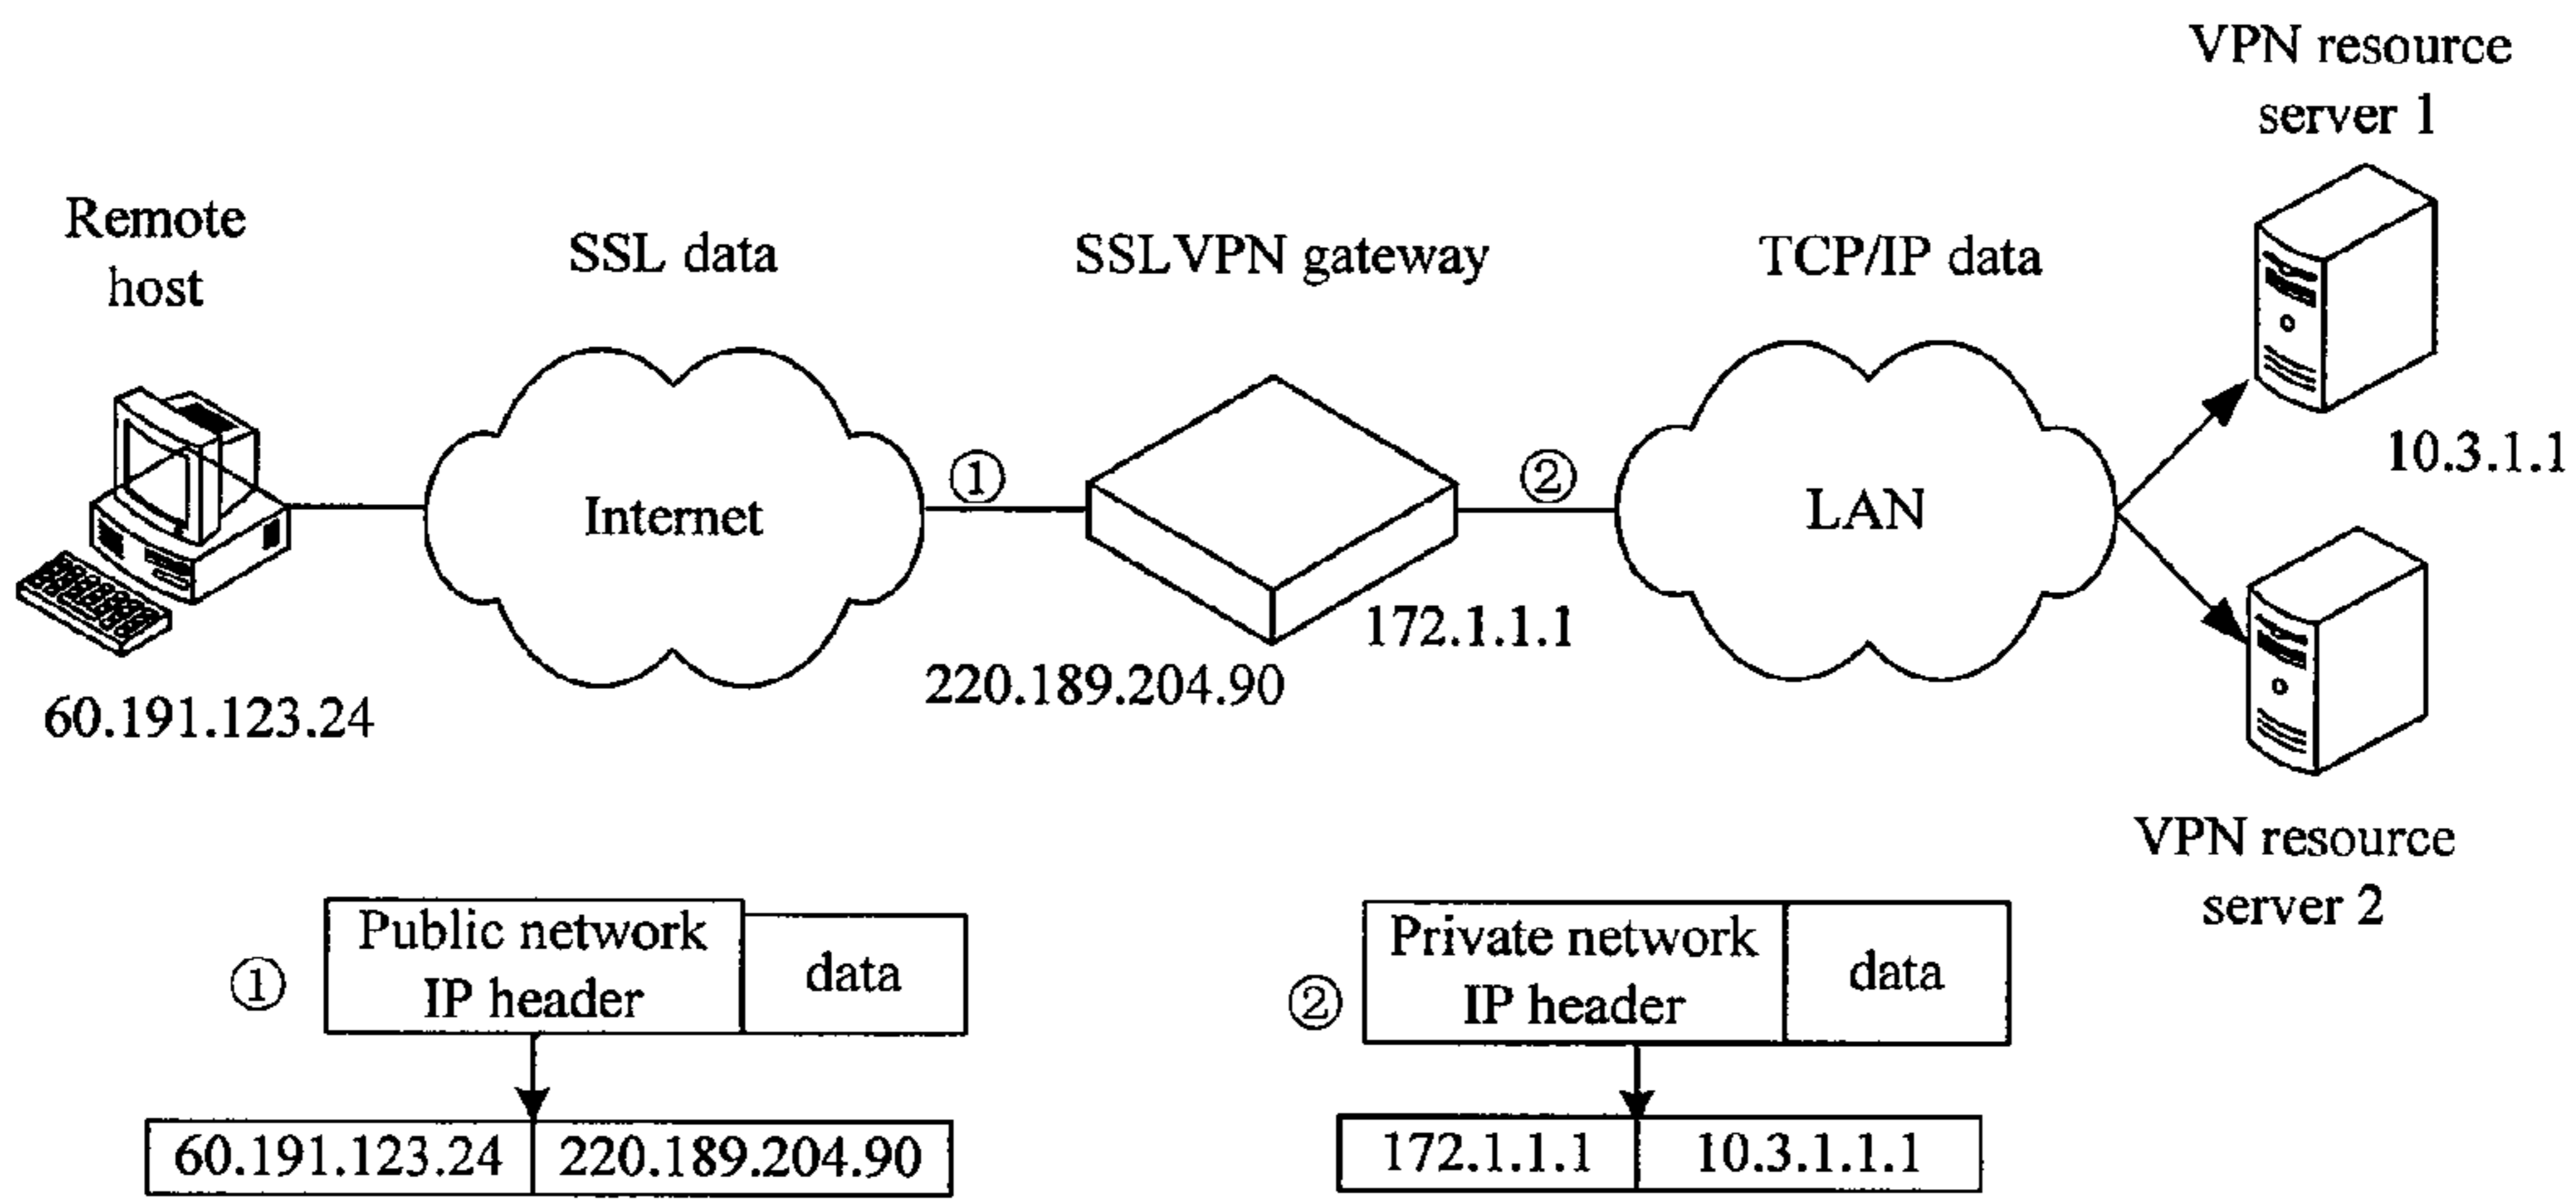 VPN resource
server 1
Remote
host
SSL data
SSLVPN gateway
TCP/IP data
10.3.1.1
①
②
Internet
LAN
172.1.1.1
220.189.204.90
60.191.123.24
VPN resource
server 2
①
Public network
IP header
data
②
Private network
IP header
data
60.191.123.24
220.189.204.90
172.1.1.1
10.3.1.1.1